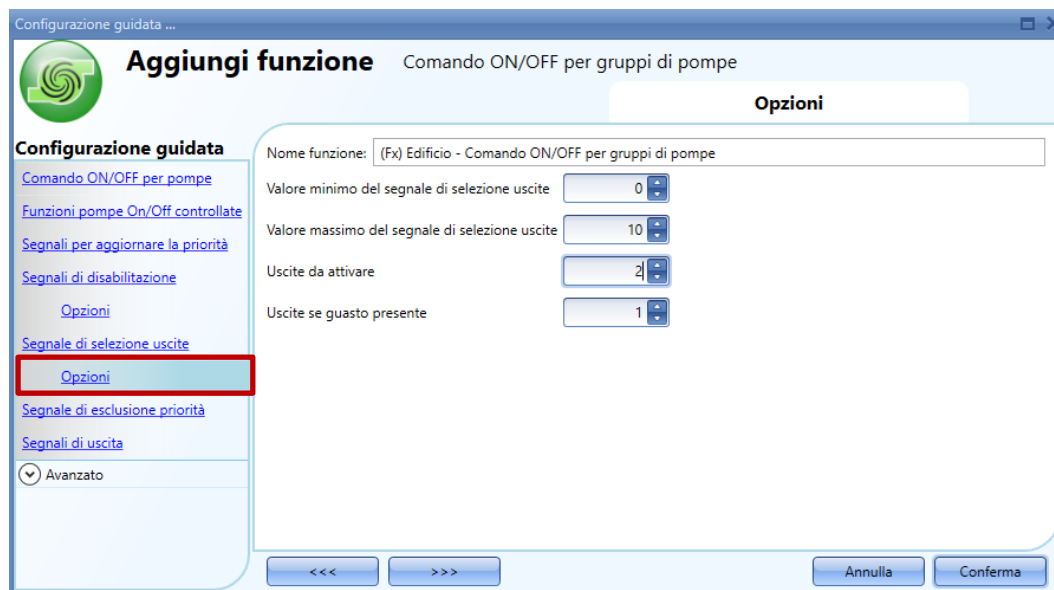 Configurazione guidata ...
Aggiungi funzione Comando ON/OFF per gruppi di pompe
Opzioni
Configurazione guidata
Comando ON/OFF per pompe
Funzioni pompe On/Off controllate
Segnali per aggiornare la priorità
Segnali di disabilitazione
Opzioni
Segnale di selezione uscite
Opzioni
Segnale di esclusione priorità
Segnali di uscita
Avanzato
Nome funzione: (Fx) Edificio - Comando ON/OFF per gruppi di pompe
Valore minimo del segnale di selezione uscite 0
Valore massimo del segnale di selezione uscite 10
Uscite da attivare 2
Uscite se guasto presente 1
<<< >>> Annulla Conferma